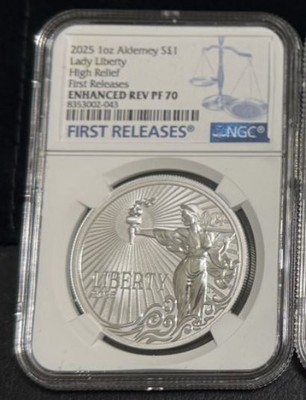 2025 1oz Alderney S£1
Lady Liberty
High Relief
First Releases
ENHANCED REV PF 70
8353002-043
FIRST RELEASES®
NGC®
LIBERTY
2025